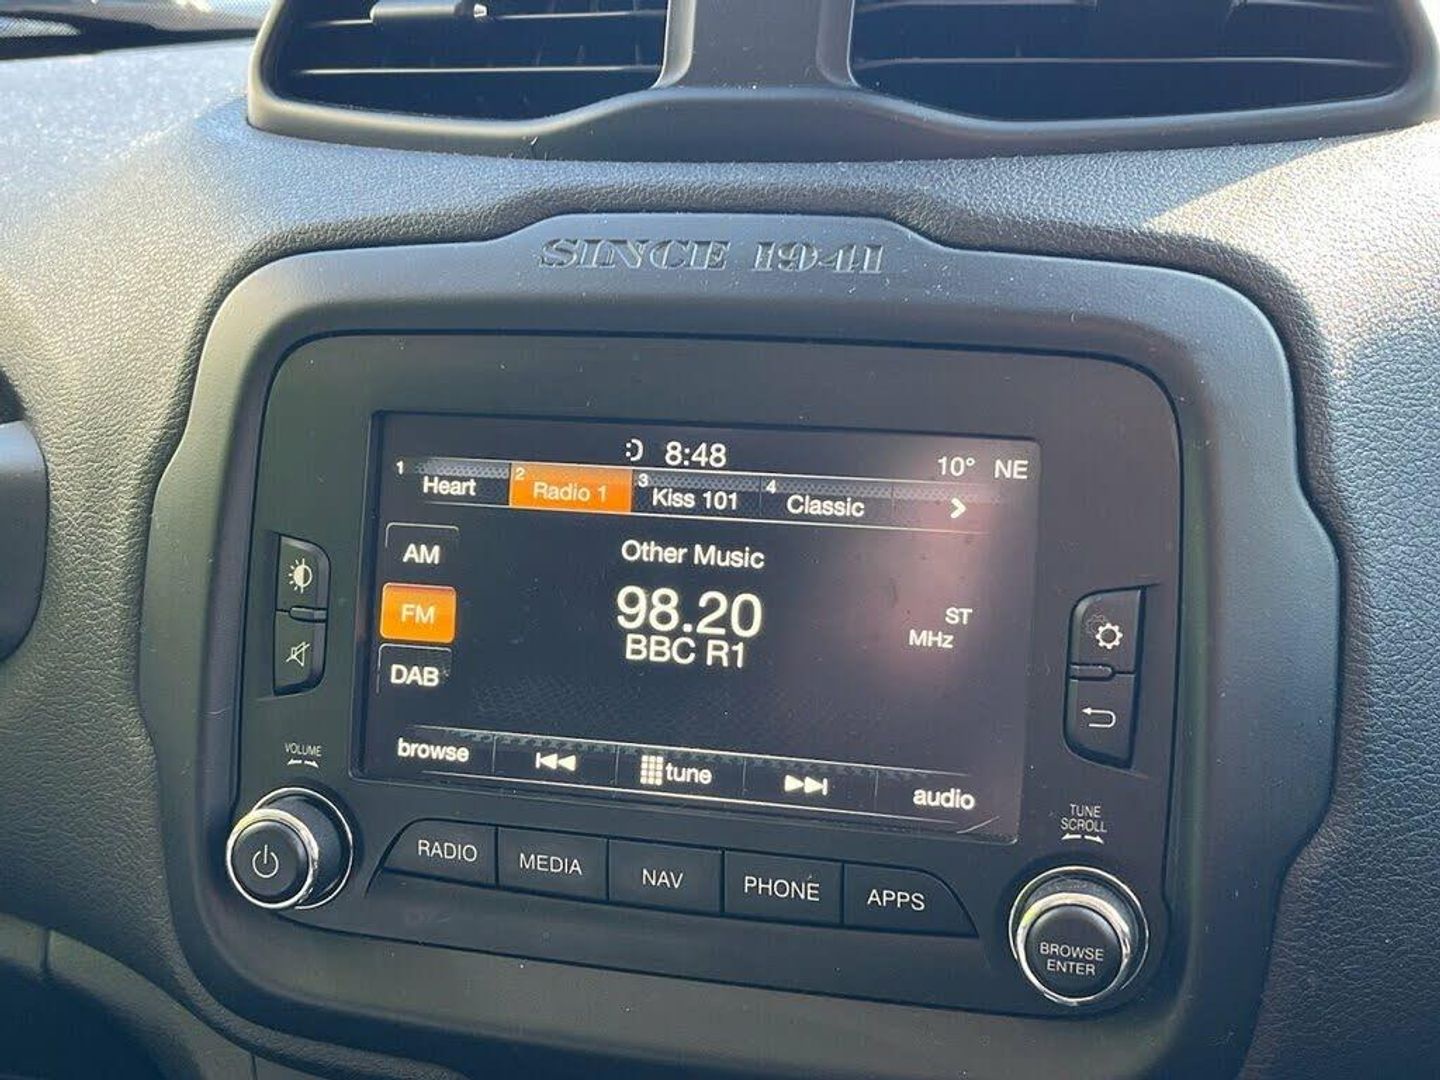 SINCE 1941
8:48 10° NE
1 Heart 2 Radio 1 3 Kiss 101 4 Classic
AM
Other Music
FM
98.20
ST
MHz
BBC R1
DAB
browse tune audio
VOLUME
TUNE
SCROLL
RADIO MEDIA NAV PHONE APPS
BROWSE
ENTER